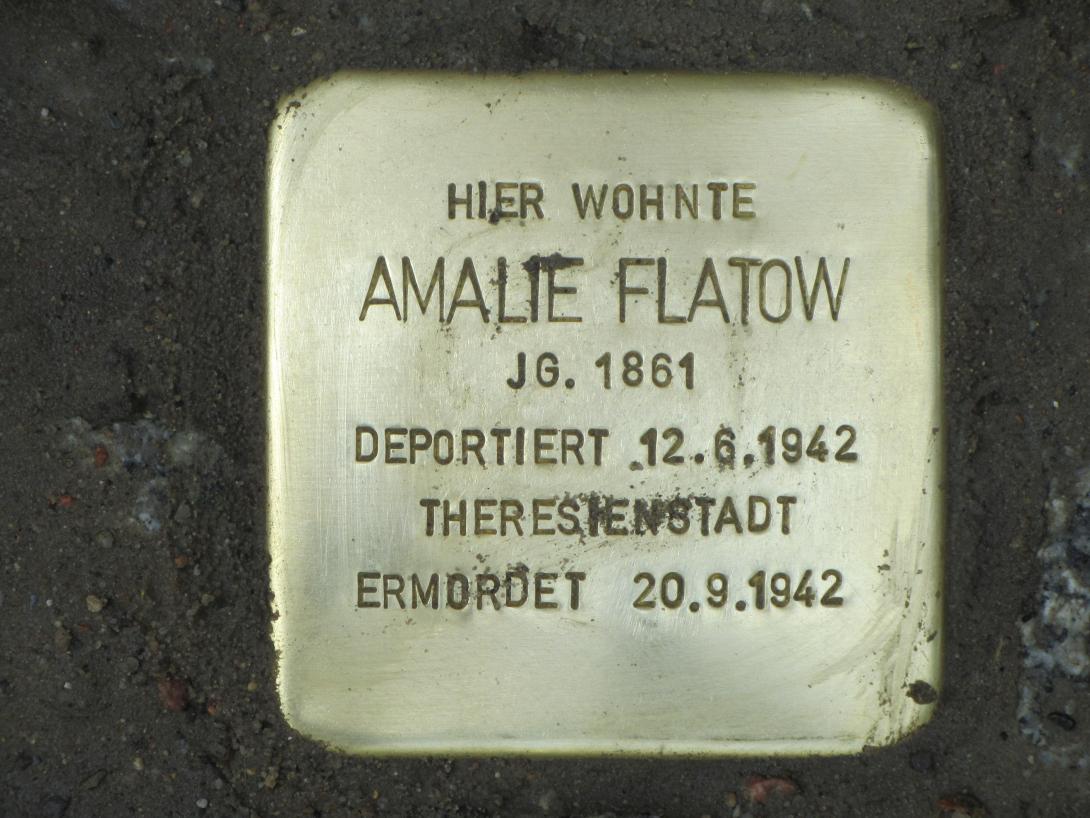 HIER WOHNTE
AMALIE FLATOW
JG. 1861
DEPORTIERT 12.6.1942
THERESIENSTADT
ERMORDET 20.9.1942